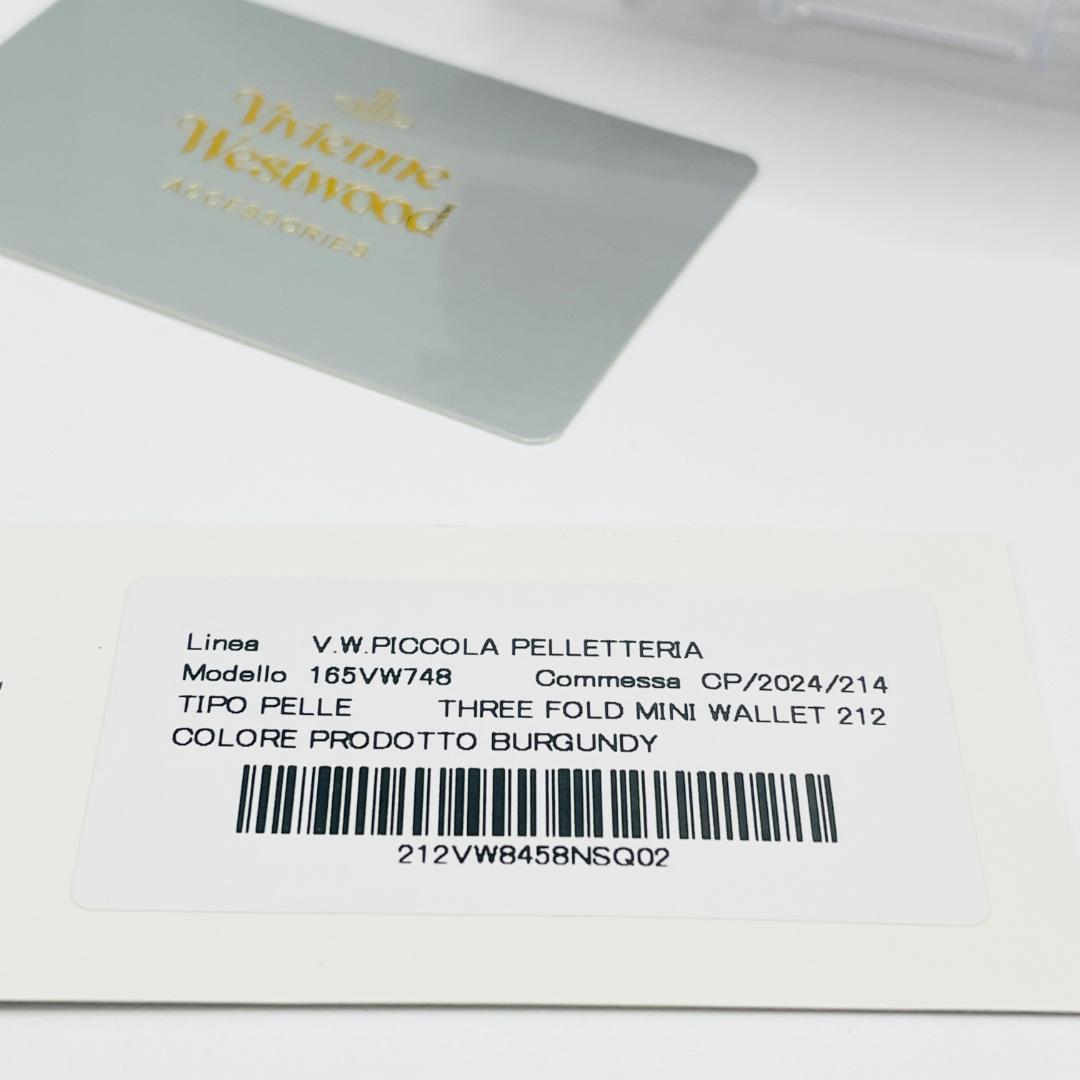 Vivienne
Westwood
ACCESSORIES
Linea V.W.PICCOLA PELLETTERIA
Modello 165VW748 Commessa CP/2024/214
TIPO PELLE THREE FOLD MINI WALLET 212
COLORE PRODOTTO BURGUNDY
212VW8458NSQ02